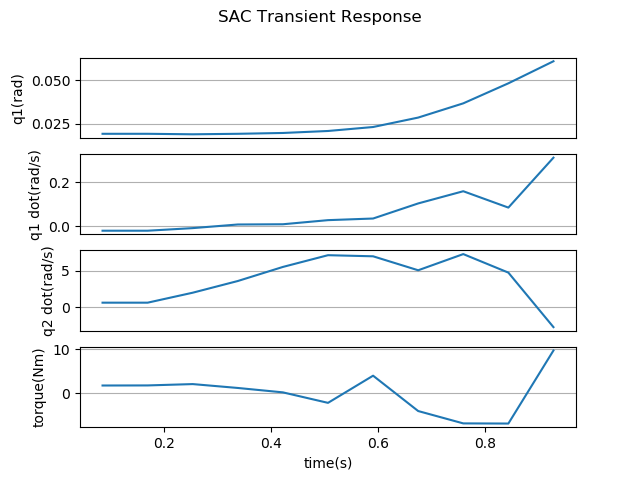 SAC Transient Response
q1(rad)
0.050
0.025
q1 dot(rad/s)
0.2
0.0
q2 dot(rad/s)
5
0
torque(Nm)
10
0
0.2 0.4 0.6 0.8
time(s)